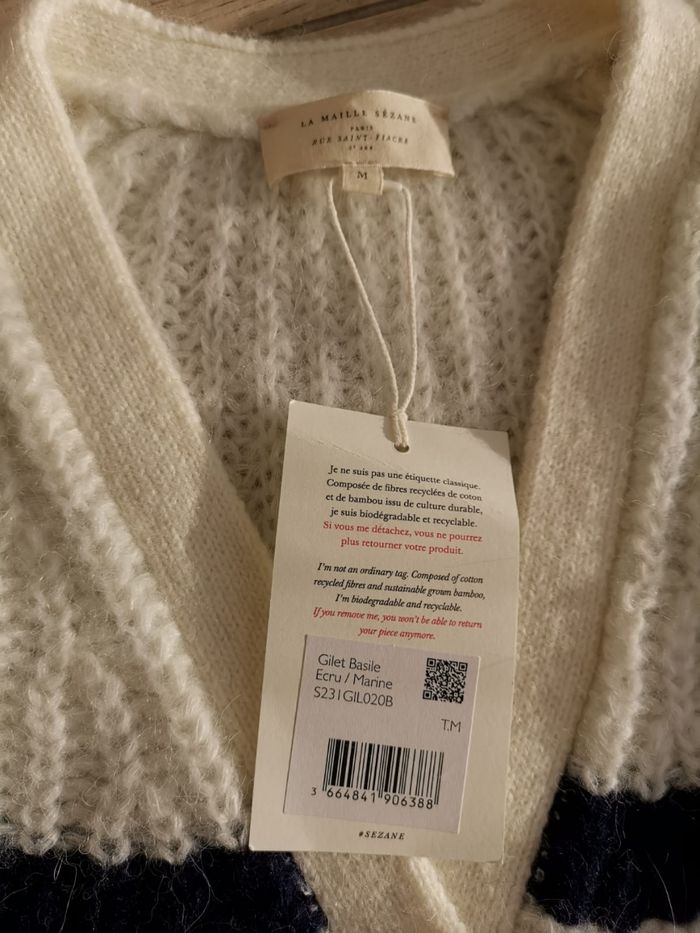 LA MAILLE SÉZANE
PARIS
RUE SAINT-FIACRE
M
Je ne suis pas une étiquette classique.
Composée de fibres recyclées de coton
et de bambou issu de culture durable,
je suis biodégradable et recyclable.
Si vous me détachez, vous ne pourrez
plus retourner votre produit.
I'm not an ordinary tag. Composed of cotton
recycled fibres and sustainable grown bamboo,
I'm biodegradable and recyclable.
If you remove me, you won't be able to return
your piece anymore.
Gilet Basile
Ecru / Marine
S231GIL020B
T.M
3 664841 906388
#SEZANE